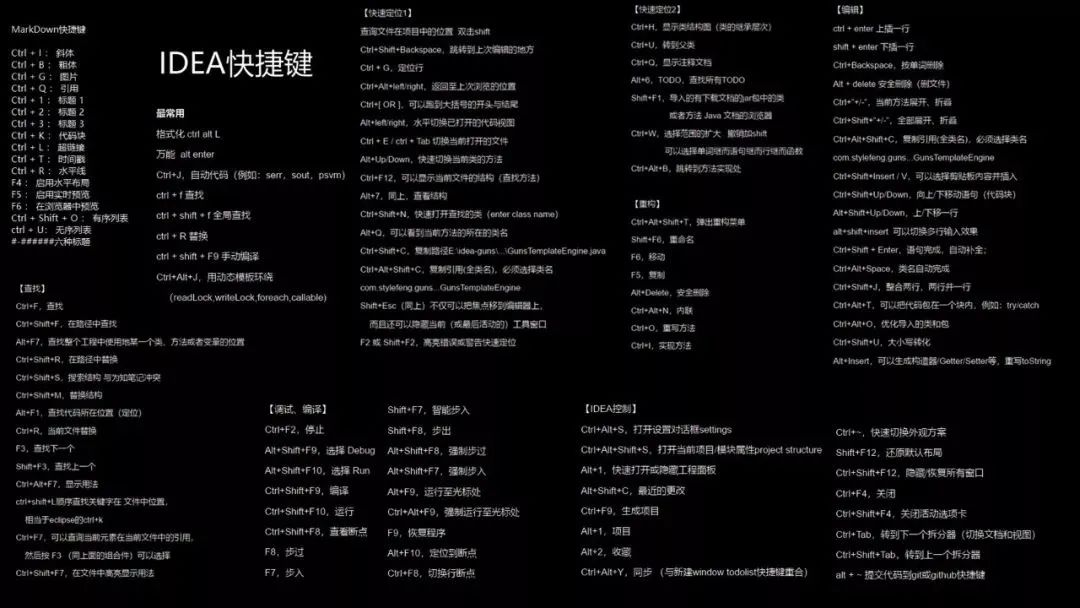 MarkDown快捷键
Ctrl + I ： 斜体
Ctrl + B ： 粗体
Ctrl + G ： 图片
Ctrl + Q ： 引用
Ctrl + 1 ： 标题 1
Ctrl + 2 ： 标题 2
Ctrl + 3 ： 标题 3
Ctrl + K ： 代码块
Ctrl + L ： 超链接
Ctrl + T ： 时间戳
Ctrl + R ： 水平线
F4 ： 启用水平布局
F5 ： 启用实时预览
F6 ： 在浏览器中预览
Ctrl + Shift + O ： 有序列表
ctrl + U： 无序列表
#-######六种标题
IDEA快捷键
最常用
格式化 ctrl alt L
万能 alt enter
Ctrl+J，自动代码（例如：serr，sout，psvm）
ctrl + f 查找
ctrl + shift + f 全局查找
ctrl + R 替换
ctrl + shift + F9 手动编译
Ctrl+Alt+J，用动态模板环绕
（readLock,writeLock,foreach,callable）
【查找】
Ctrl+F，查找
Ctrl+Shift+F，在路径中查找
Alt+F7，查找整个工程中使用地某一个类、方法或者变量的位置
Ctrl+Shift+R，在路径中替换
Ctrl+Shift+S，搜索结构 与为知笔记冲突
Ctrl+Shift+M，替换结构
Alt+F1，查找代码所在位置（定位）
Ctrl+R，当前文件替换
F3，查找下一个
Shift+F3，查找上一个
Ctrl+Alt+F7，显示用法
ctrl+shift+L顺序查找关键字在 文件中位置，
相当于eclipse的ctrl+k
Ctrl+F7，可以查询当前元素在当前文件中的引用，
然后按 F3 （同上面的组合件）可以选择
Ctrl+Shift+F7，在文件中高亮显示用法
【快速定位1】
查询文件在项目中的位置 双击shift
Ctrl+Shift+Backspace，跳转到上次编辑的地方
Ctrl + G，定位行
Ctrl+Alt+left/right，返回至上次浏览的位置
Ctrl+[ OR ]，可以跑到大括号的开头与结尾
Alt+left/right，水平切换已打开的代码视图
Ctrl + E / ctrl + Tab 切换当前打开的文件
Alt+Up/Down，快速切换当前类的方法
Ctrl+F12，可以显示当前文件的结构（查找方法）
Alt+7，同上，查看结构
Ctrl+Shift+N，快速打开查找的类（enter class name）
Alt+Q，可以看到当前方法的所在的类名
Ctrl+Shift+C，复制路径E:\idea-guns\...\GunsTemplateEngine.java
Ctrl+Alt+Shift+C，复制引用(全类名)，必须选择类名
com.stylefeng.guns...GunsTemplateEngine
Shift+Esc（同上）不仅可以把焦点移到编辑器上，
而且还可以隐藏当前（或最后活动的）工具窗口
F2 或 Shift+F2，高亮错误或警告快速定位
【快速定位2】
Ctrl+H，显示类结构图（类的继承层次）
Ctrl+U，转到父类
Ctrl+Q，显示注释文档
Alt+6，TODO，查找所有TODO
Shift+F1，导入的有下载文档的jar包中的类
或者方法 Java 文档的浏览器
Ctrl+W，选择范围的扩大 撤销加shift
可以选择单词继而语句继而行继而函数
Ctrl+Alt+B，跳转到方法实现处
【重构】
Ctrl+Alt+Shift+T，弹出重构菜单
Shift+F6，重命名
F6，移动
F5，复制
Alt+Delete，安全删除
Ctrl+Alt+N，内联
Ctrl+O，重写方法
Ctrl+I，实现方法
【编辑】
ctrl + enter 上插一行
shift + enter 下插一行
Ctrl+Backspace，按单词删除
Alt + delete 安全删除（删文件）
Ctrl+"+/-"，当前方法展开、折叠
Ctrl+Shift+"+/-"，全部展开、折叠
Ctrl+Alt+Shift+C，复制引用(全类名)，必须选择类名
com.stylefeng.guns...GunsTemplateEngine
Ctrl+Shift+Insert / V，可以选择剪贴板内容并插入
Ctrl+Shift+Up/Down，向上/下移动语句（代码块）
Alt+Shift+Up/Down，上/下移一行
alt+shift+insert 可以切换多行输入效果
Ctrl+Shift + Enter，语句完成，自动补全；
Ctrl+Alt+Space，类名自动完成
Ctrl+Shift+J，整合两行，两行并一行
Ctrl+Alt+T，可以把代码包在一个块内，例如：try/catch
Ctrl+Alt+O，优化导入的类和包
Ctrl+Shift+U，大小写转化
Alt+Insert，可以生成构造器/Getter/Setter等，重写toString
【调试、编译】
Ctrl+F2，停止
Alt+Shift+F9，选择 Debug
Alt+Shift+F10，选择 Run
Ctrl+Shift+F9，编译
Ctrl+Shift+F10，运行
Ctrl+Shift+F8，查看断点
F8，步过
F7，步入
Shift+F7，智能步入
Shift+F8，步出
Alt+Shift+F8，强制步过
Alt+Shift+F7，强制步入
Alt+F9，运行至光标处
Ctrl+Alt+F9，强制运行至光标处
F9，恢复程序
Alt+F10，定位到断点
Ctrl+F8，切换行断点
【IDEA控制】
Ctrl+Alt+S，打开设置对话框settings
Ctrl+Alt+Shift+S，打开当前项目/模块属性project structure
Alt+1，快速打开或隐藏工程面板
Alt+Shift+C，最近的更改
Ctrl+F9，生成项目
Alt+1，项目
Alt+2，收藏
Ctrl+Alt+Y，同步 （与新建window todolist快捷键重合）
Ctrl+~，快速切换外观方案
Shift+F12，还原默认布局
Ctrl+Shift+F12，隐藏/恢复所有窗口
Ctrl+F4，关闭
Ctrl+Shift+F4，关闭活动选项卡
Ctrl+Tab，转到下一个拆分器（切换文档和视图）
Ctrl+Shift+Tab，转到上一个拆分器
alt + ~ 提交代码到git或github快捷键